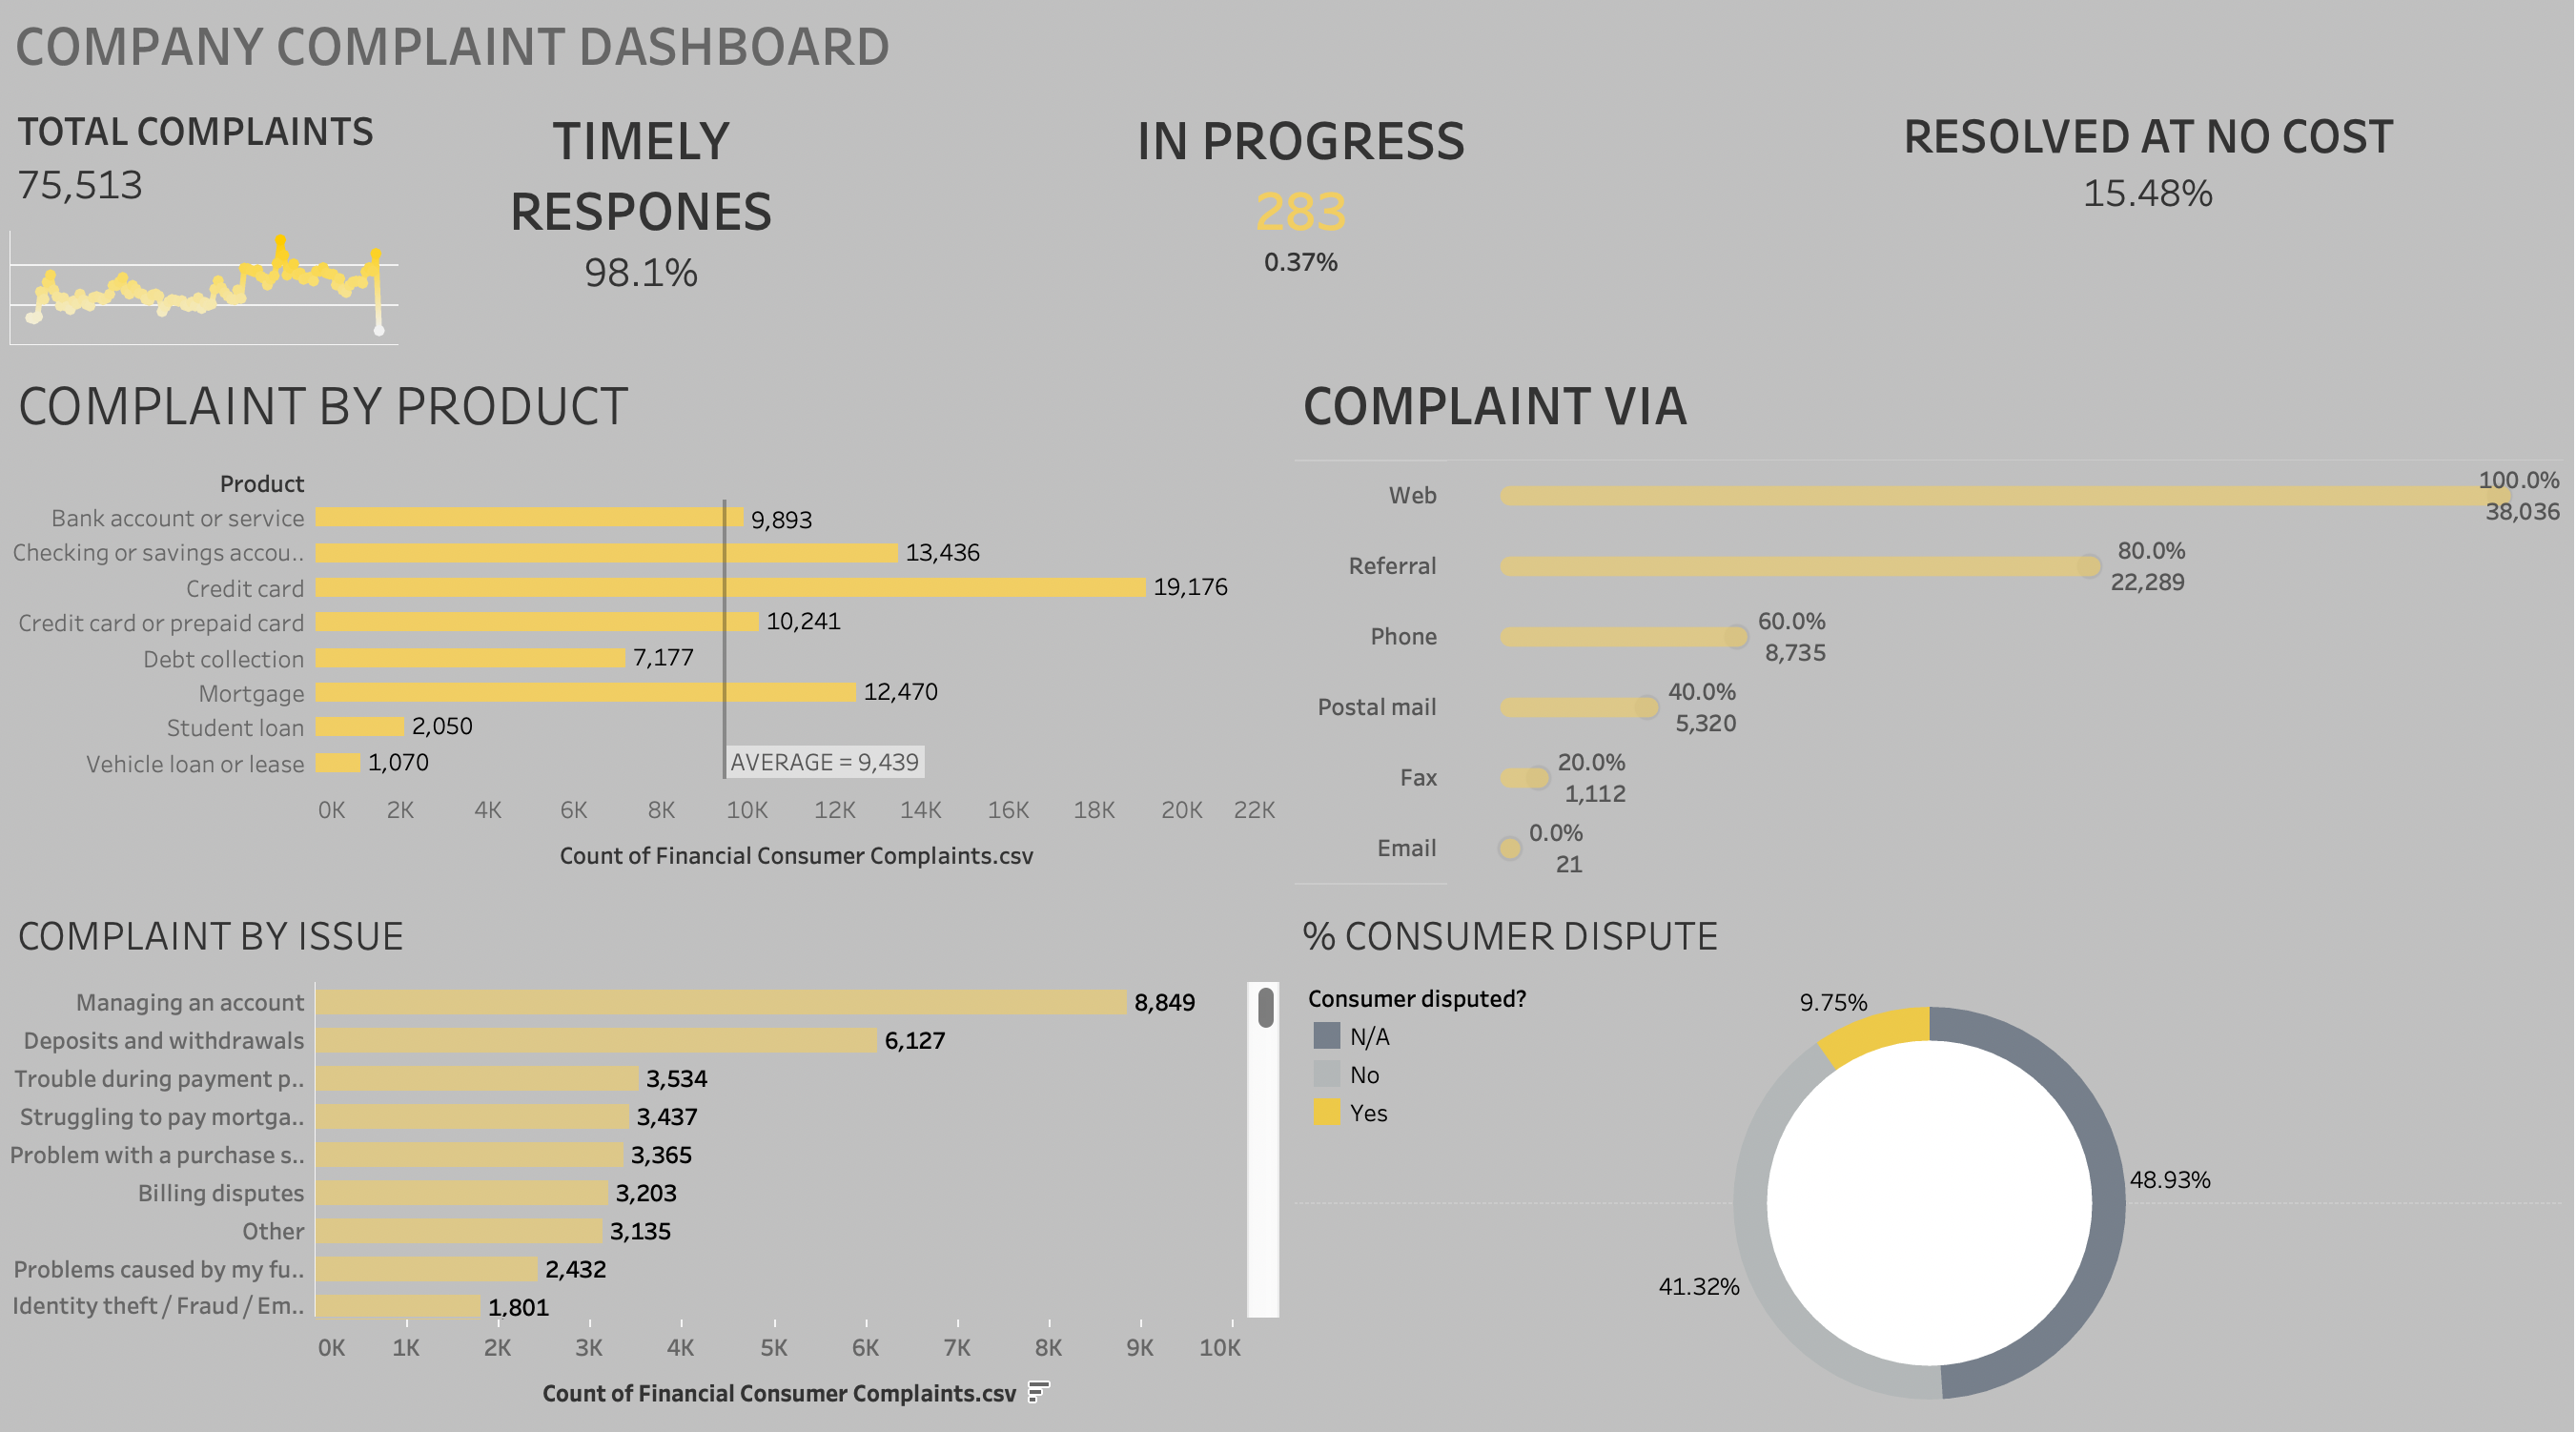 COMPANY COMPLAINT DASHBOARD
TOTAL COMPLAINTS
75,513
TIMELY
RESPONES
98.1%
IN PROGRESS
283
0.37%
RESOLVED AT NO COST
15.48%
COMPLAINT BY PRODUCT
Product
Bank account or service 9,893
Checking or savings accou.. 13,436
Credit card 19,176
Credit card or prepaid card 10,241
Debt collection 7,177
Mortgage 12,470
Student loan 2,050
Vehicle loan or lease 1,070
AVERAGE = 9,439
0K 2K 4K 6K 8K 10K 12K 14K 16K 18K 20K 22K
Count of Financial Consumer Complaints.csv
COMPLAINT VIA
Web
100.0%
38,036
Referral
80.0%
22,289
Phone
60.0%
8,735
Postal mail
40.0%
5,320
Fax
20.0%
1,112
Email
0.0%
21
COMPLAINT BY ISSUE
Managing an account 8,849
Deposits and withdrawals 6,127
Trouble during payment p.. 3,534
Struggling to pay mortga.. 3,437
Problem with a purchase s.. 3,365
Billing disputes 3,203
Other 3,135
Problems caused by my fu.. 2,432
Identity theft / Fraud / Em.. 1,801
0K 1K 2K 3K 4K 5K 6K 7K 8K 9K 10K
Count of Financial Consumer Complaints.csv
% CONSUMER DISPUTE
Consumer disputed?
N/A
No
Yes
9.75%
48.93%
41.32%